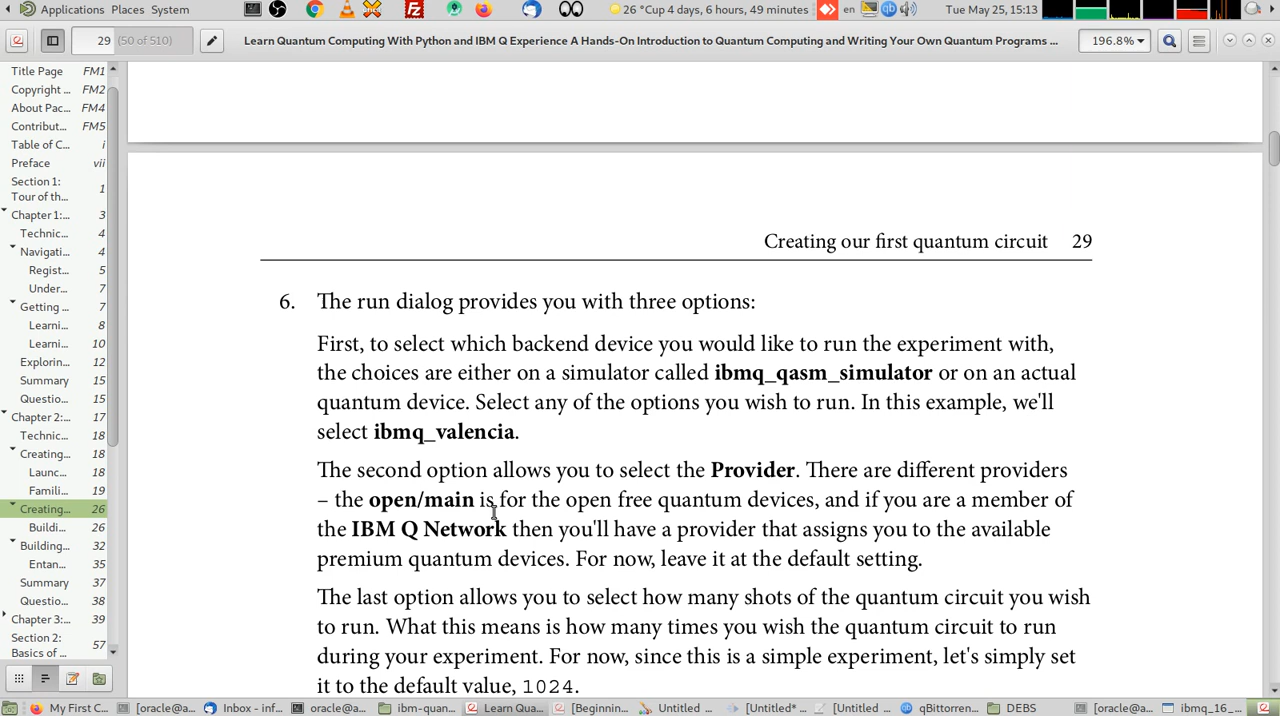 Applications Places System
26 °Cup 4 days, 6 hours, 49 minutes
en
Tue May 25, 15:13
29 (50 of 510)
Learn Quantum Computing With Python and IBM Q Experience A Hands-On Introduction to Quantum Computing and Writing Your Own Quantum Programs ...
196.8%
Title Page FM1
Copyright ... FM2
About Pac... FM4
Contribut... FM5
Table of C... i
Preface vii
Section 1:
Tour of th... 1
Chapter 1:... 3
Technic... 4
Navigati... 4
Regist... 5
Under... 7
Getting ... 7
Learni... 8
Learni... 10
Explorin... 12
Summary 15
Questio... 15
Chapter 2:... 17
Technic... 18
Creating... 18
Launc... 18
Famili... 19
Creating... 26
Buildi... 26
Building... 32
Entan... 35
Summary 37
Questio... 38
Chapter 3:... 39
Section 2:
Basics of ... 57
Creating our first quantum circuit 29
6. The run dialog provides you with three options:
First, to select which backend device you would like to run the experiment with,
the choices are either on a simulator called ibmq_qasm_simulator or on an actual
quantum device. Select any of the options you wish to run. In this example, we'll
select ibmq_valencia.
The second option allows you to select the Provider. There are different providers
– the open/main is for the open free quantum devices, and if you are a member of
the IBM Q Network then you'll have a provider that assigns you to the available
premium quantum devices. For now, leave it at the default setting.
The last option allows you to select how many shots of the quantum circuit you wish
to run. What this means is how many times you wish the quantum circuit to run
during your experiment. For now, since this is a simple experiment, let's simply set
it to the default value, 1024.
My First C... [oracle@a... Inbox - inf... oracle@a... ibm-quan... Learn Qua... [Beginnin... Untitled ... [Untitled* ... [Untitled ... qBittorren... DEBS [oracle@a... ibmq_16_...